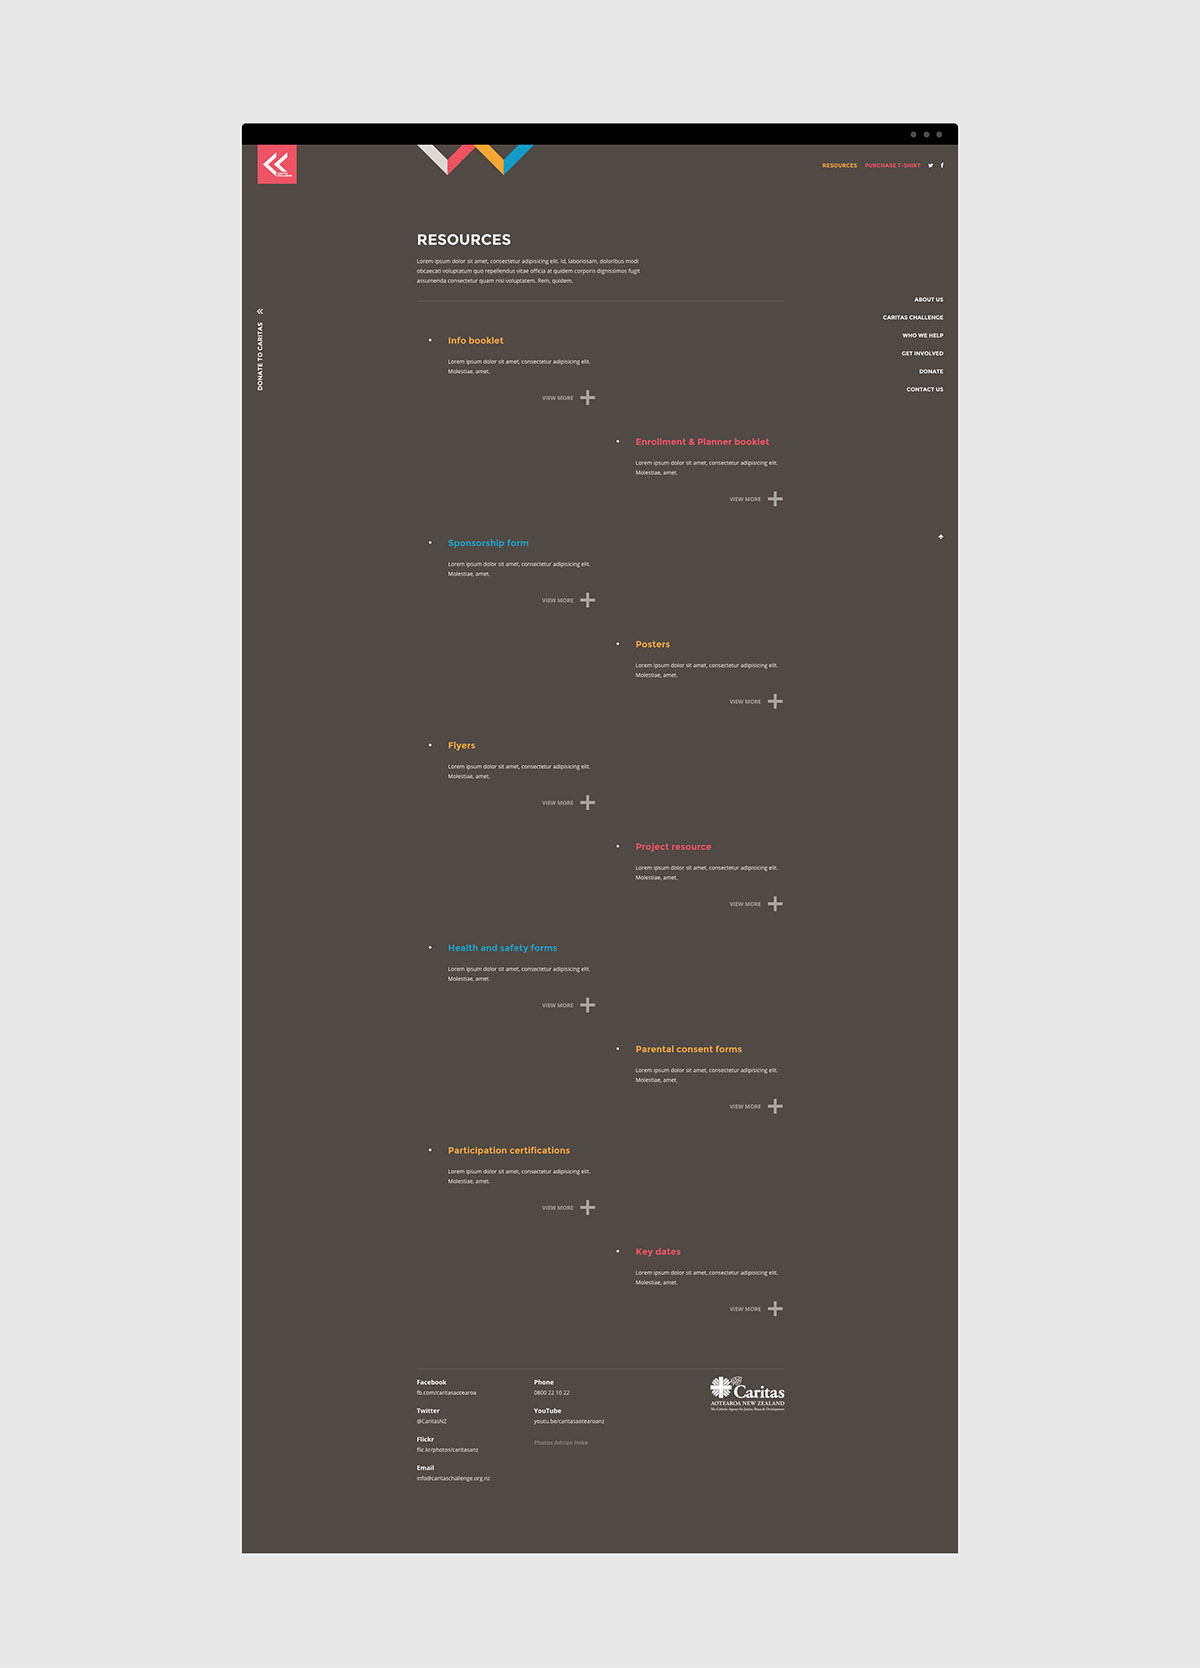 RESOURCES PURCHASE T-SHIRT
RESOURCES
Lorem ipsum dolor sit amet, consectetur adipisicing elit. Id, laboriosam, doloribus modi
obcaecati voluptatum quo repellendus vitae officia at quidem corporis dignissimos fugit
assumenda consectetur quam nisi voluptatem. Rem, quidem.
DONATE TO CARITAS
ABOUT US
CARITAS CHALLENGE
WHO WE HELP
GET INVOLVED
DONATE
CONTACT US
Info booklet
Lorem ipsum dolor sit amet, consectetur adipisicing elit.
Molestiae, amet.
VIEW MORE
Enrollment & Planner booklet
Lorem ipsum dolor sit amet, consectetur adipisicing elit.
Molestiae, amet.
VIEW MORE
Sponsorship form
Lorem ipsum dolor sit amet, consectetur adipisicing elit.
Molestiae, amet.
VIEW MORE
Posters
Lorem ipsum dolor sit amet, consectetur adipisicing elit.
Molestiae, amet.
VIEW MORE
Flyers
Lorem ipsum dolor sit amet, consectetur adipisicing elit.
Molestiae, amet.
VIEW MORE
Project resource
Lorem ipsum dolor sit amet, consectetur adipisicing elit.
Molestiae, amet.
VIEW MORE
Health and safety forms
Lorem ipsum dolor sit amet, consectetur adipisicing elit.
Molestiae, amet.
VIEW MORE
Parental consent forms
Lorem ipsum dolor sit amet, consectetur adipisicing elit.
Molestiae, amet.
VIEW MORE
Participation certifications
Lorem ipsum dolor sit amet, consectetur adipisicing elit.
Molestiae, amet.
VIEW MORE
Key dates
Lorem ipsum dolor sit amet, consectetur adipisicing elit.
Molestiae, amet.
VIEW MORE
Facebook
fb.com/caritasaotearoa
Twitter
@CaritasNZ
Flickr
flic.kr/photos/caritasanz
Email
info@caritaschallenge.org.nz
Phone
0800 22 10 22
YouTube
youtu.be/caritasaotearoanz
Photos Adrian Heke
Caritas
AOTEAROA NEW ZEALAND
The Catholic Agency for Justice, Peace & Development